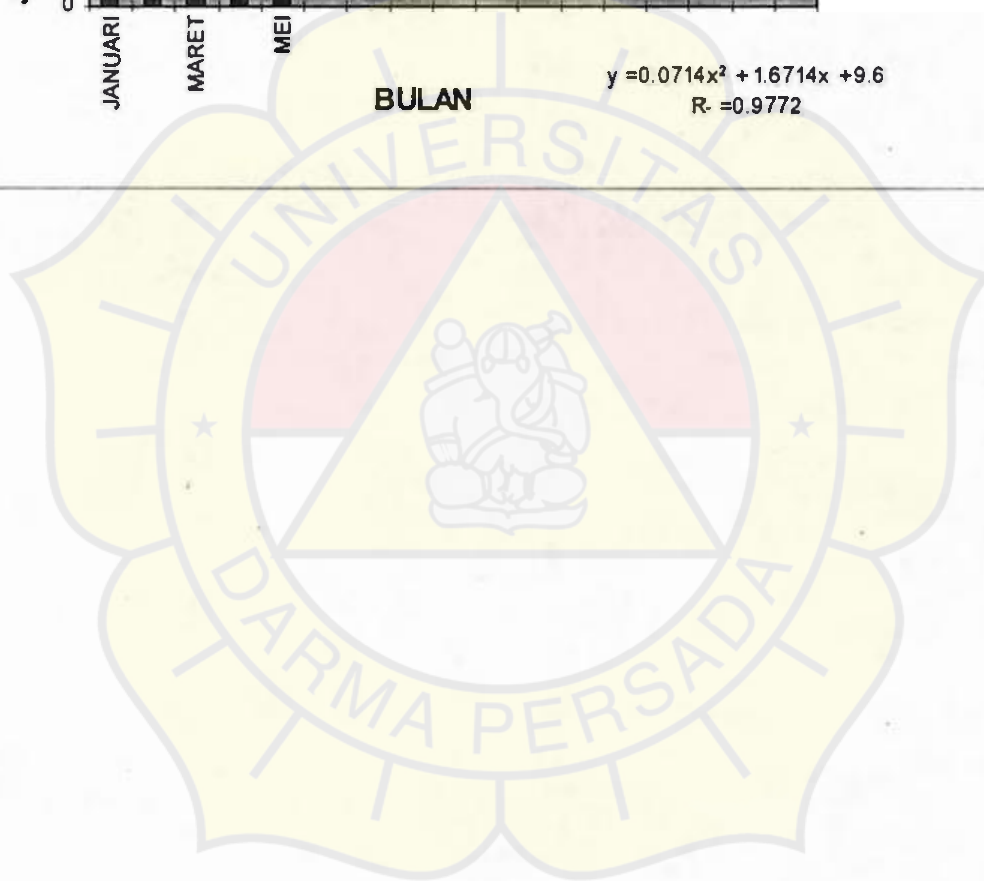 0
JANUARI
MARET
MEI
BULAN
y =0.0714x² +1.6714x +9.6
R- =0.9772
UNIVERSITAS
DARMA PERSADA